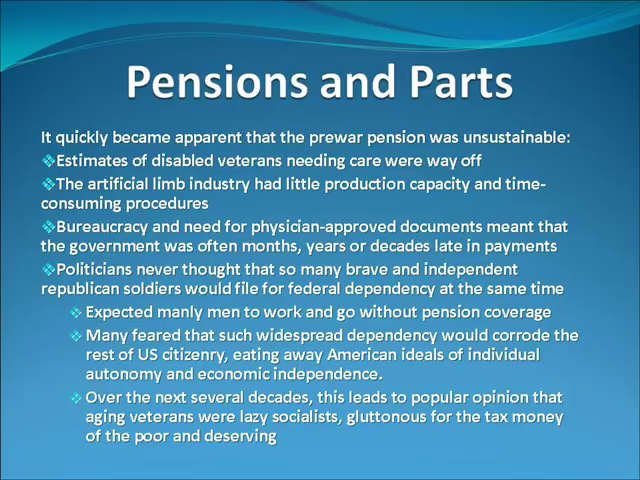 Pensions and Parts
It quickly became apparent that the prewar pension was unsustainable:
❖Estimates of disabled veterans needing care were way off
❖The artificial limb industry had little production capacity and time-
consuming procedures
❖Bureaucracy and need for physician-approved documents meant that
the government was often months, years or decades late in payments
❖Politicians never thought that so many brave and independent
republican soldiers would file for federal dependency at the same time
❖ Expected manly men to work and go without pension coverage
❖ Many feared that such widespread dependency would corrode the
rest of US citizenry, eating away American ideals of individual
autonomy and economic independence.
❖ Over the next several decades, this leads to popular opinion that
aging veterans were lazy socialists, gluttonous for the tax money
of the poor and deserving